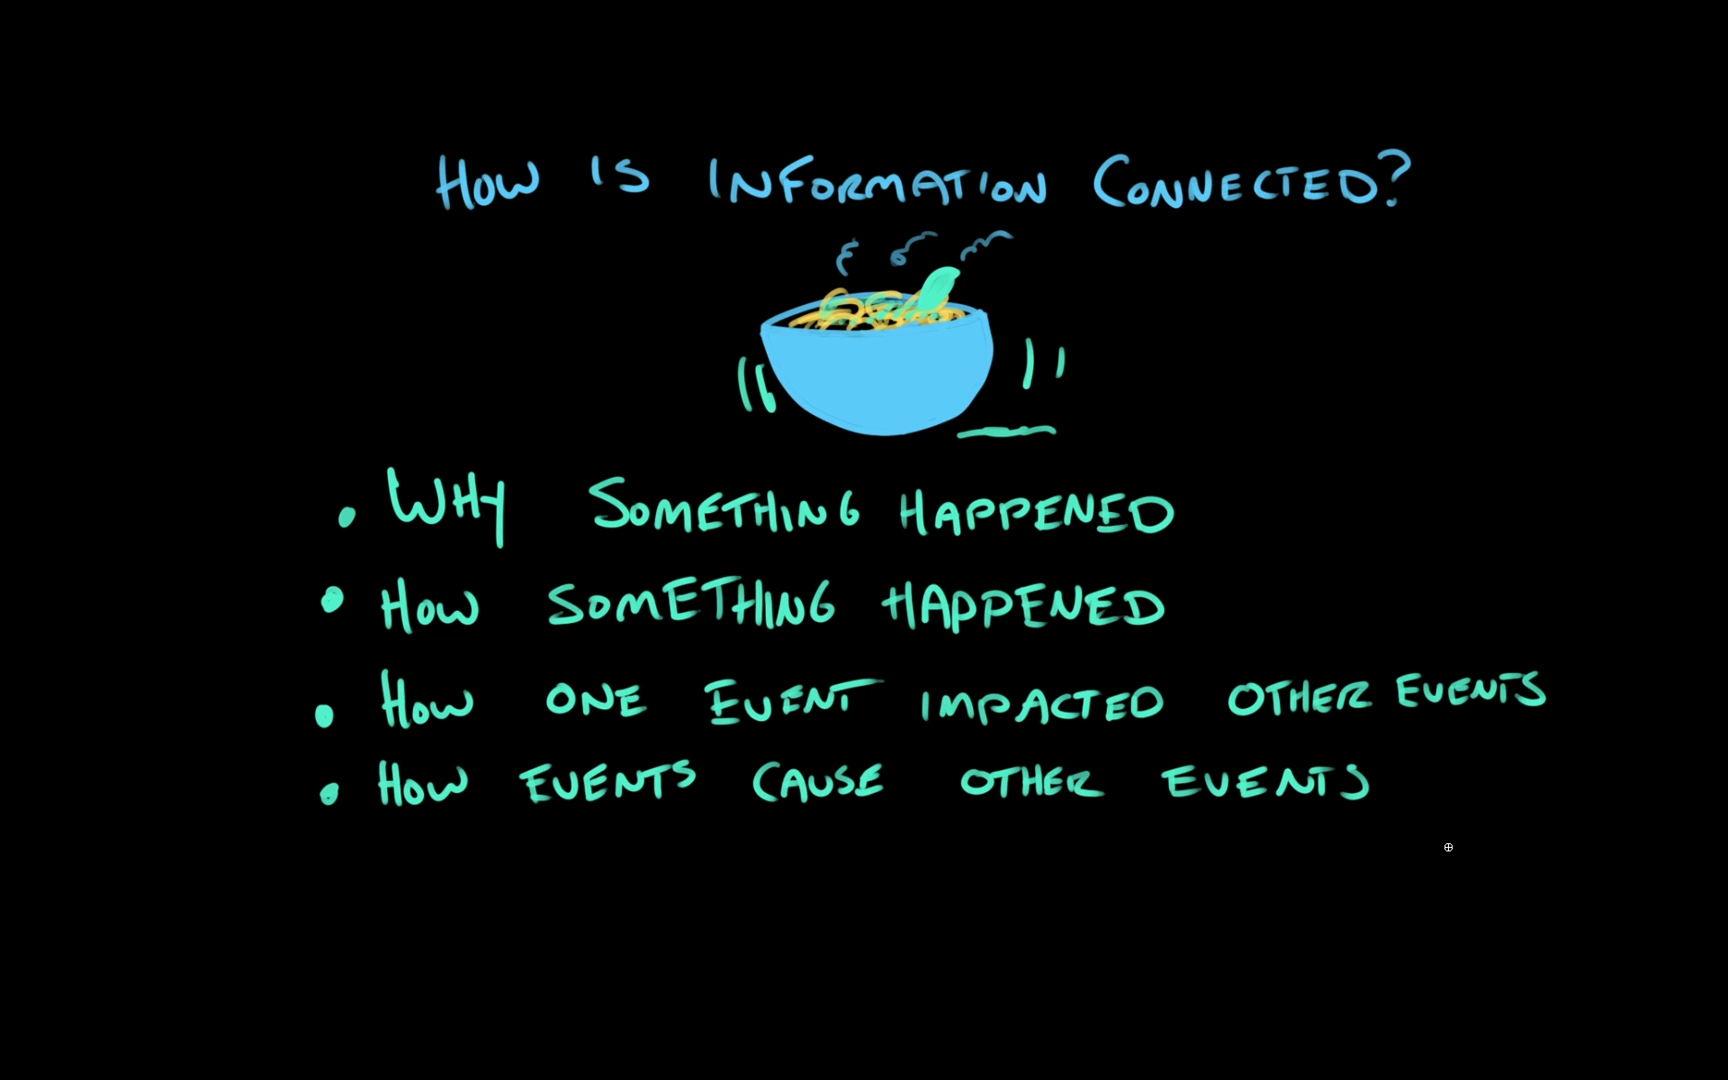 How is Information Connected?
• Why Something Happened
• How Something Happened
• How one Event impacted other events
• How events cause other events